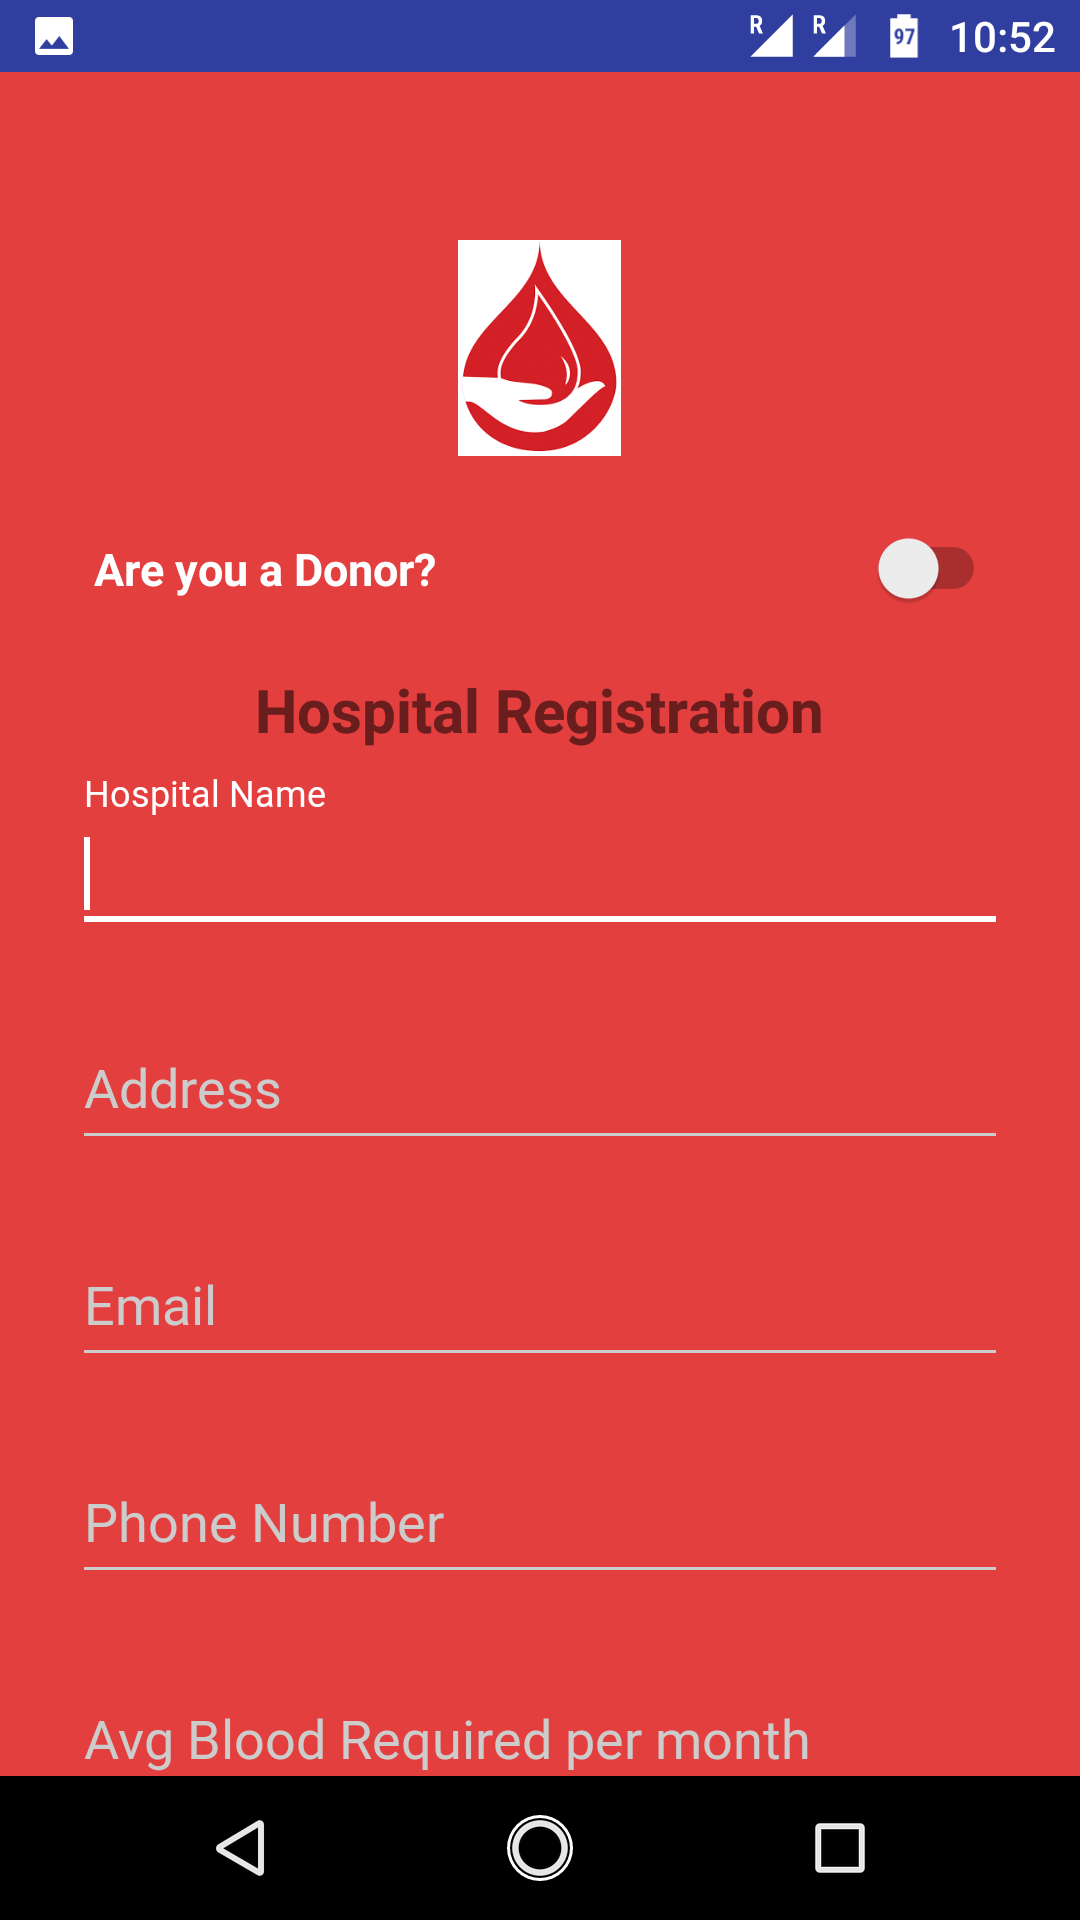 R R 97 10:52
Are you a Donor?
Hospital Registration
Hospital Name
Address
Email
Phone Number
Avg Blood Required per month